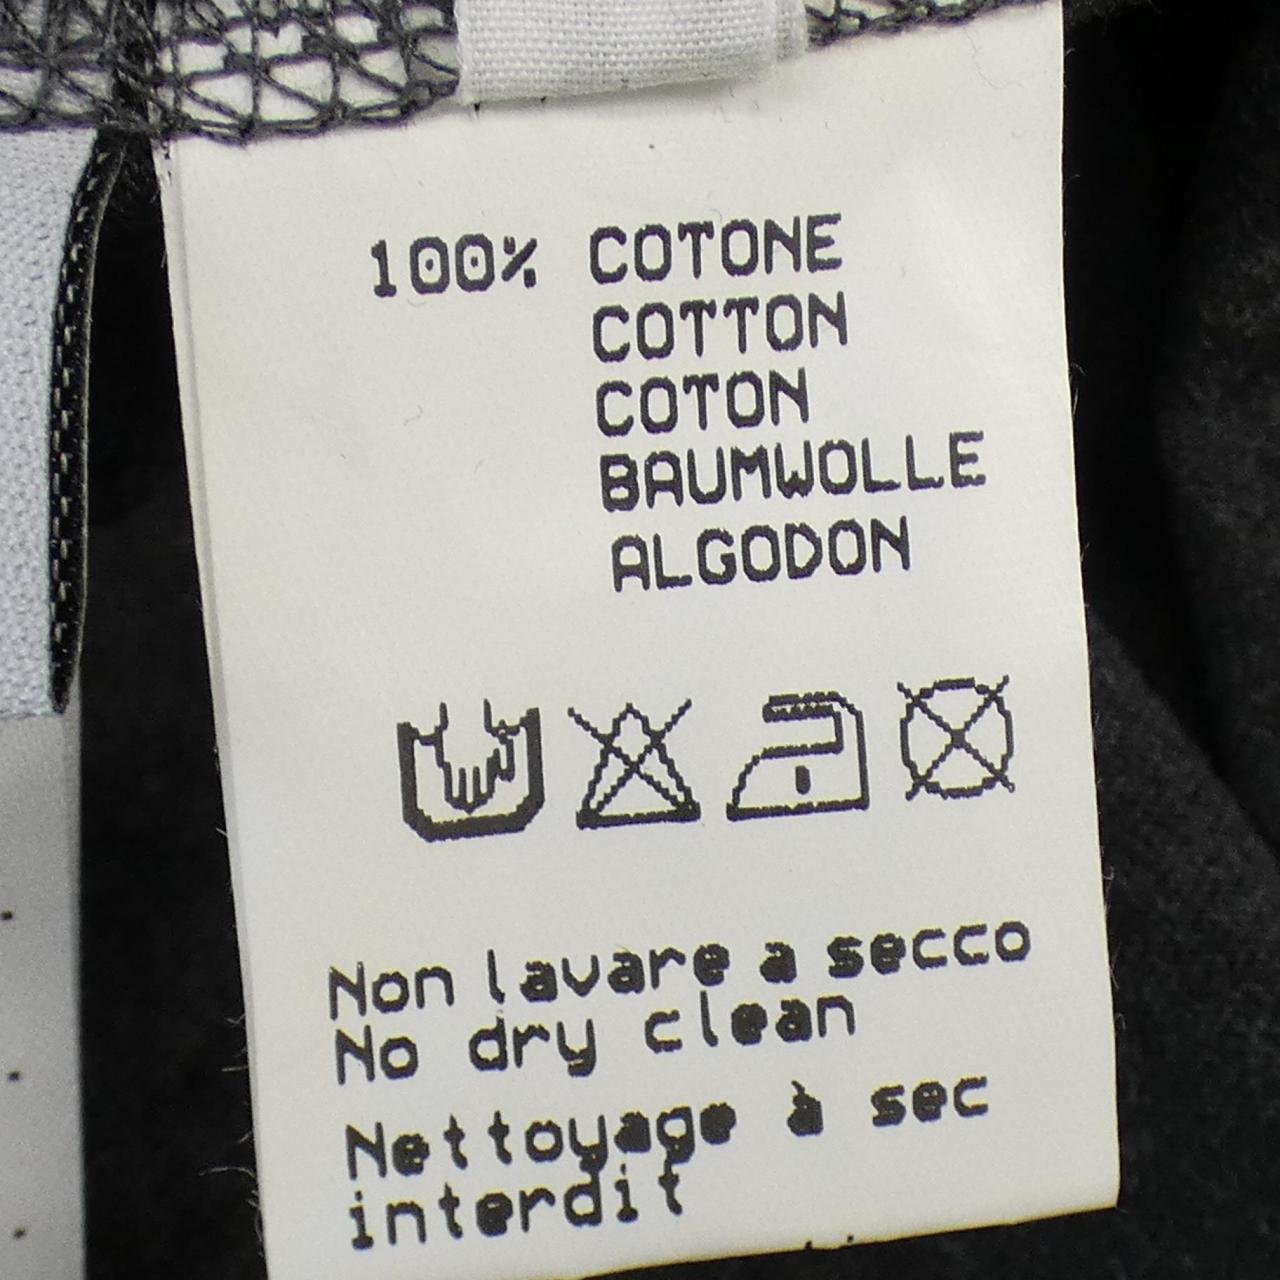 100% COTONE
COTTON
COTON
BAUMWOLLE
ALGODON
Non lavare a secco
No dry clean
Nettoyage à sec
interdit